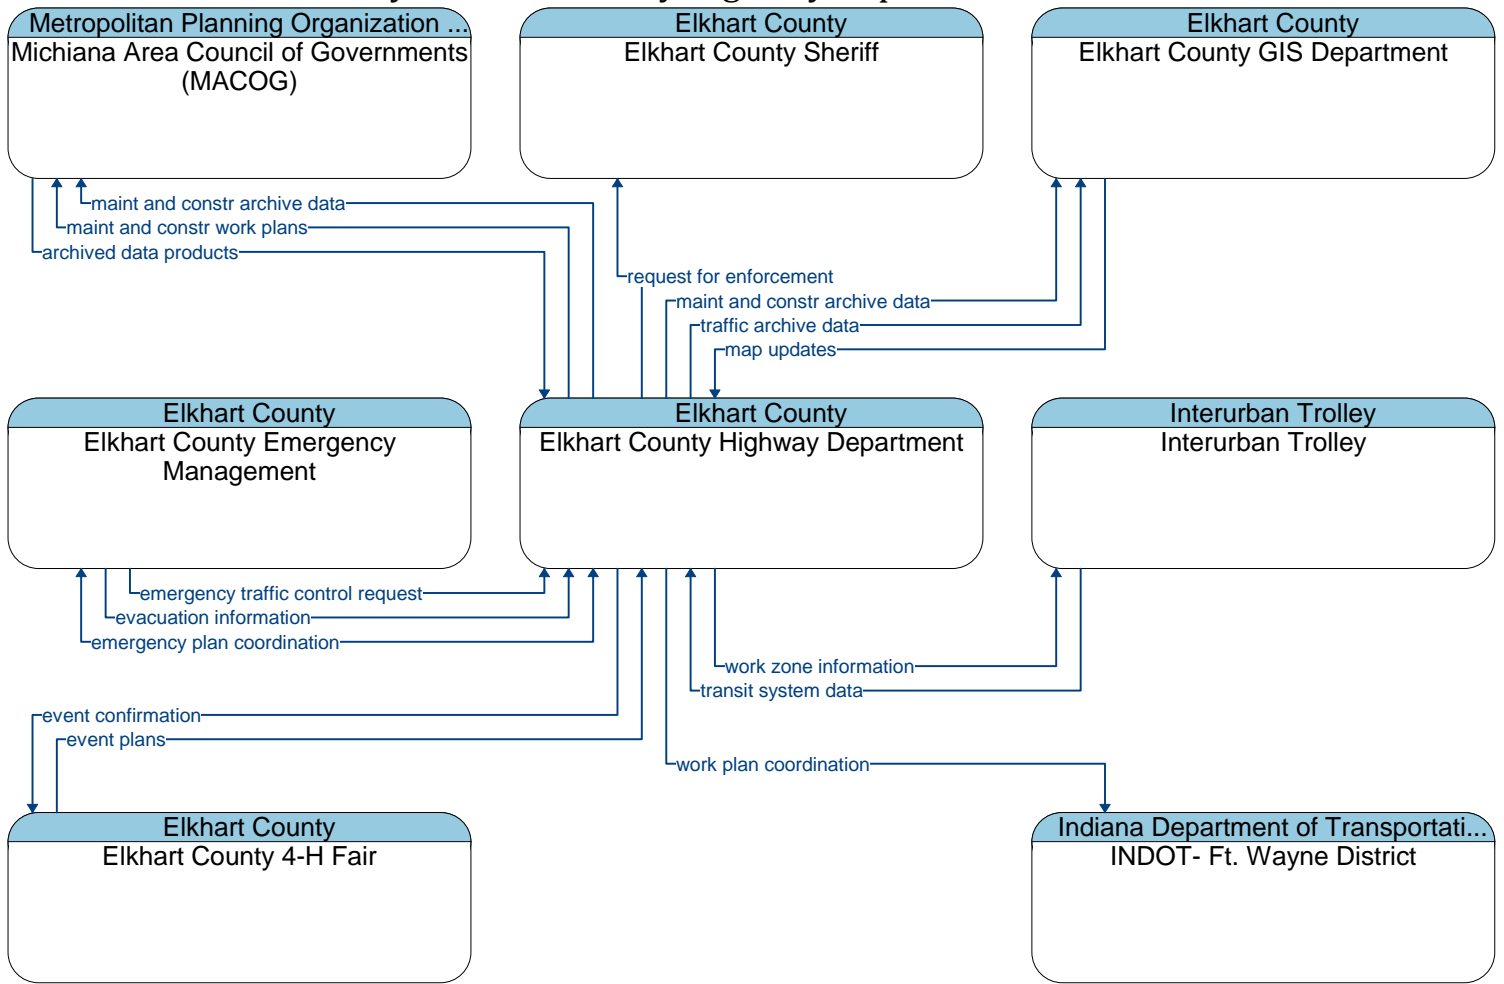 Metropolitan Planning Organization ...
Michiana Area Council of Governments
(MACOG)
Elkhart County
Elkhart County Sheriff
Elkhart County
Elkhart County GIS Department
maint and constr archive data
maint and constr work plans
archived data products
request for enforcement
maint and constr archive data
traffic archive data
map updates
Elkhart County
Elkhart County Emergency
Management
Elkhart County
Elkhart County Highway Department
Interurban Trolley
Interurban Trolley
emergency traffic control request
evacuation information
emergency plan coordination
work zone information
transit system data
event confirmation
event plans
work plan coordination
Elkhart County
Elkhart County 4-H Fair
Indiana Department of Transportati...
INDOT- Ft. Wayne District